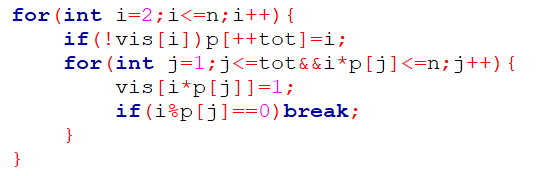 for(int i=2;i<=n;i++){
    if(!vis[i])p[++tot]=i;
    for(int j=1;j<=tot&&i*p[j]<=n;j++){
        vis[i*p[j]]=1;
        if(i%p[j]==0)break;
    }
}